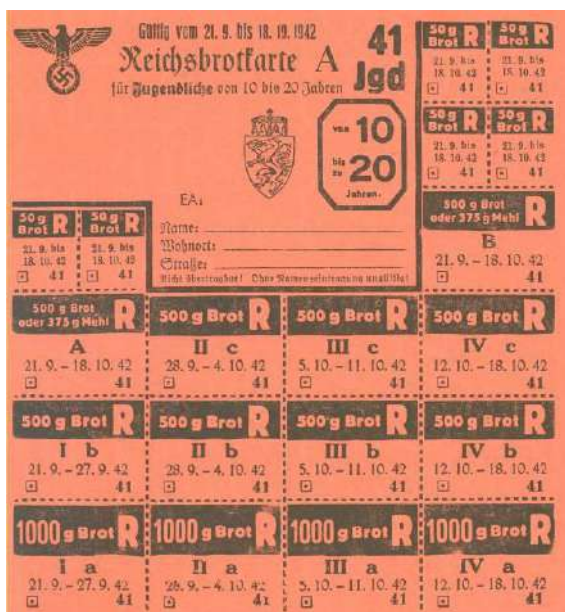 Gültig vom 21. 9. bis 18. 10. 1942
Reichsbrotkarte A
für Jugendliche von 10 bis 20 Jahren
41
Jgd
von 10
bis zu 20
Jahren.
EA:
Name:
Wohnort:
Straße:
Nicht übertragbar! Ohne Namenseintragung ungültig!
50 g Brot R
21. 9. bis
18. 10. 42
41
50 g Brot R
21. 9. bis
18. 10. 42
41
50 g Brot R
21. 9. bis
18. 10. 42
41
50 g Brot R
21. 9. bis
18. 10. 42
41
500 g Brot
oder 375 g Mehl R
B
21. 9. – 18. 10. 42
41
50 g Brot R
21. 9. bis
18. 10. 42
41
50 g Brot R
21. 9. bis
18. 10. 42
41
500 g Brot
oder 375 g Mehl R
A
21. 9. – 18. 10. 42
41
500 g Brot R
II c
28. 9. – 4. 10. 42
41
500 g Brot R
III c
5. 10. – 11. 10. 42
41
500 g Brot R
IV c
12. 10. – 18. 10. 42
41
500 g Brot R
I b
21. 9. – 27. 9. 42
41
500 g Brot R
II b
28. 9. – 4. 10. 42
41
500 g Brot R
III b
5. 10. – 11. 10. 42
41
500 g Brot R
IV b
12. 10. – 18. 10. 42
41
1000 g Brot R
I a
21. 9. – 27. 9. 42
41
1000 g Brot R
II a
28. 9. – 4. 10. 42
41
1000 g Brot R
III a
5. 10. – 11. 10. 42
41
1000 g Brot R
IV a
12. 10. – 18. 10. 42
41